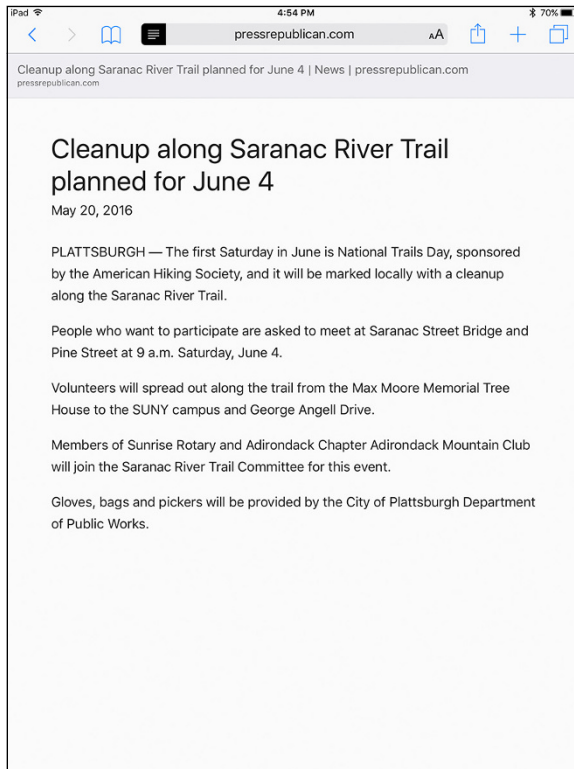 iPad 4:54 PM 70%
pressrepublican.com AA
Cleanup along Saranac River Trail planned for June 4 | News | pressrepublican.com
pressrepublican.com
Cleanup along Saranac River Trail
planned for June 4
May 20, 2016
PLATTSBURGH — The first Saturday in June is National Trails Day, sponsored
by the American Hiking Society, and it will be marked locally with a cleanup
along the Saranac River Trail.
People who want to participate are asked to meet at Saranac Street Bridge and
Pine Street at 9 a.m. Saturday, June 4.
Volunteers will spread out along the trail from the Max Moore Memorial Tree
House to the SUNY campus and George Angell Drive.
Members of Sunrise Rotary and Adirondack Chapter Adirondack Mountain Club
will join the Saranac River Trail Committee for this event.
Gloves, bags and pickers will be provided by the City of Plattsburgh Department
of Public Works.